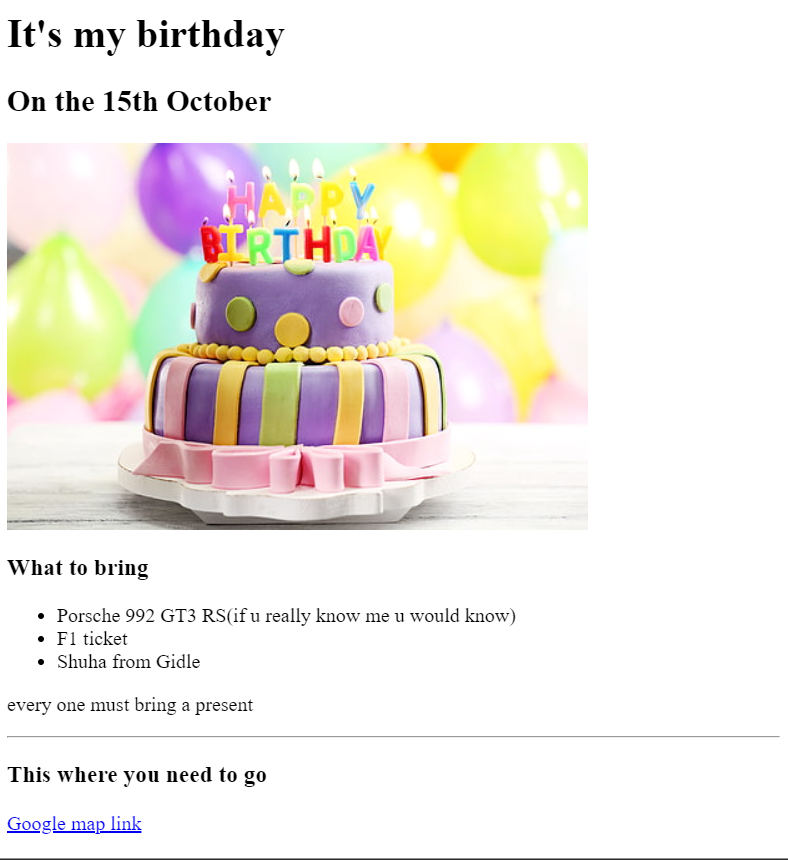 It's my birthday
On the 15th October
HAPPY
BIRTHDAY
What to bring
Porsche 992 GT3 RS(if u really know me u would know)
F1 ticket
Shuha from Gidle
every one must bring a present
This where you need to go
Google map link